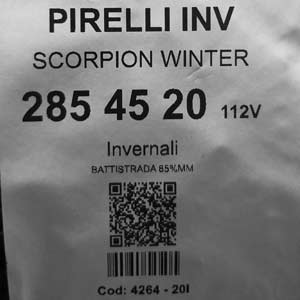 PIRELLI INV
SCORPION WINTER
285 45 20 112V
Invernali
BATTISTRADA 85%MM
Cod: 4264 - 20I